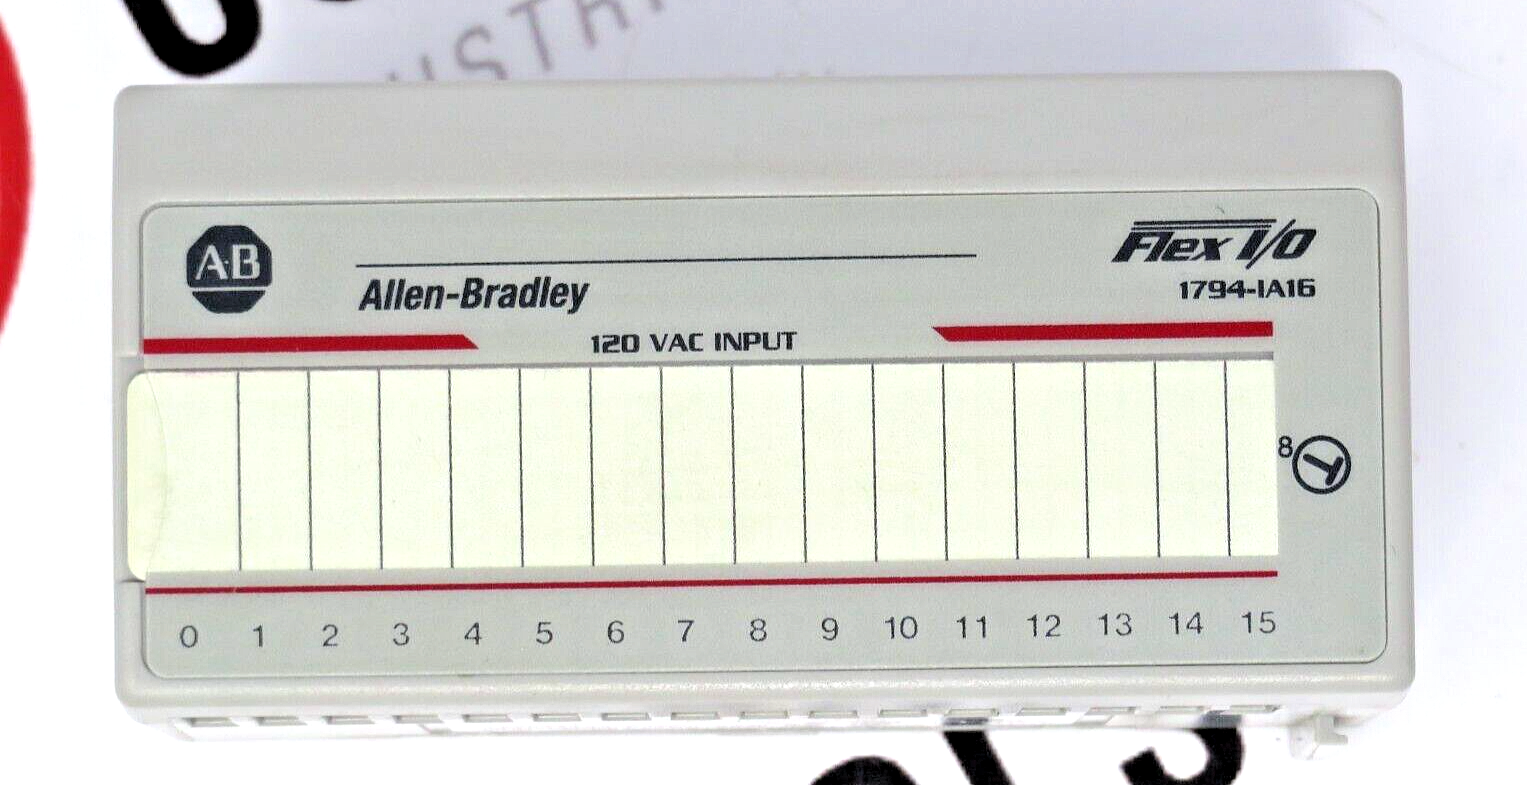 USTR
A·B
Flex I/O
1794-IA16
Allen-Bradley
120 VAC INPUT
8
0 1 2 3 4 5 6 7 8 9 10 11 12 13 14 15